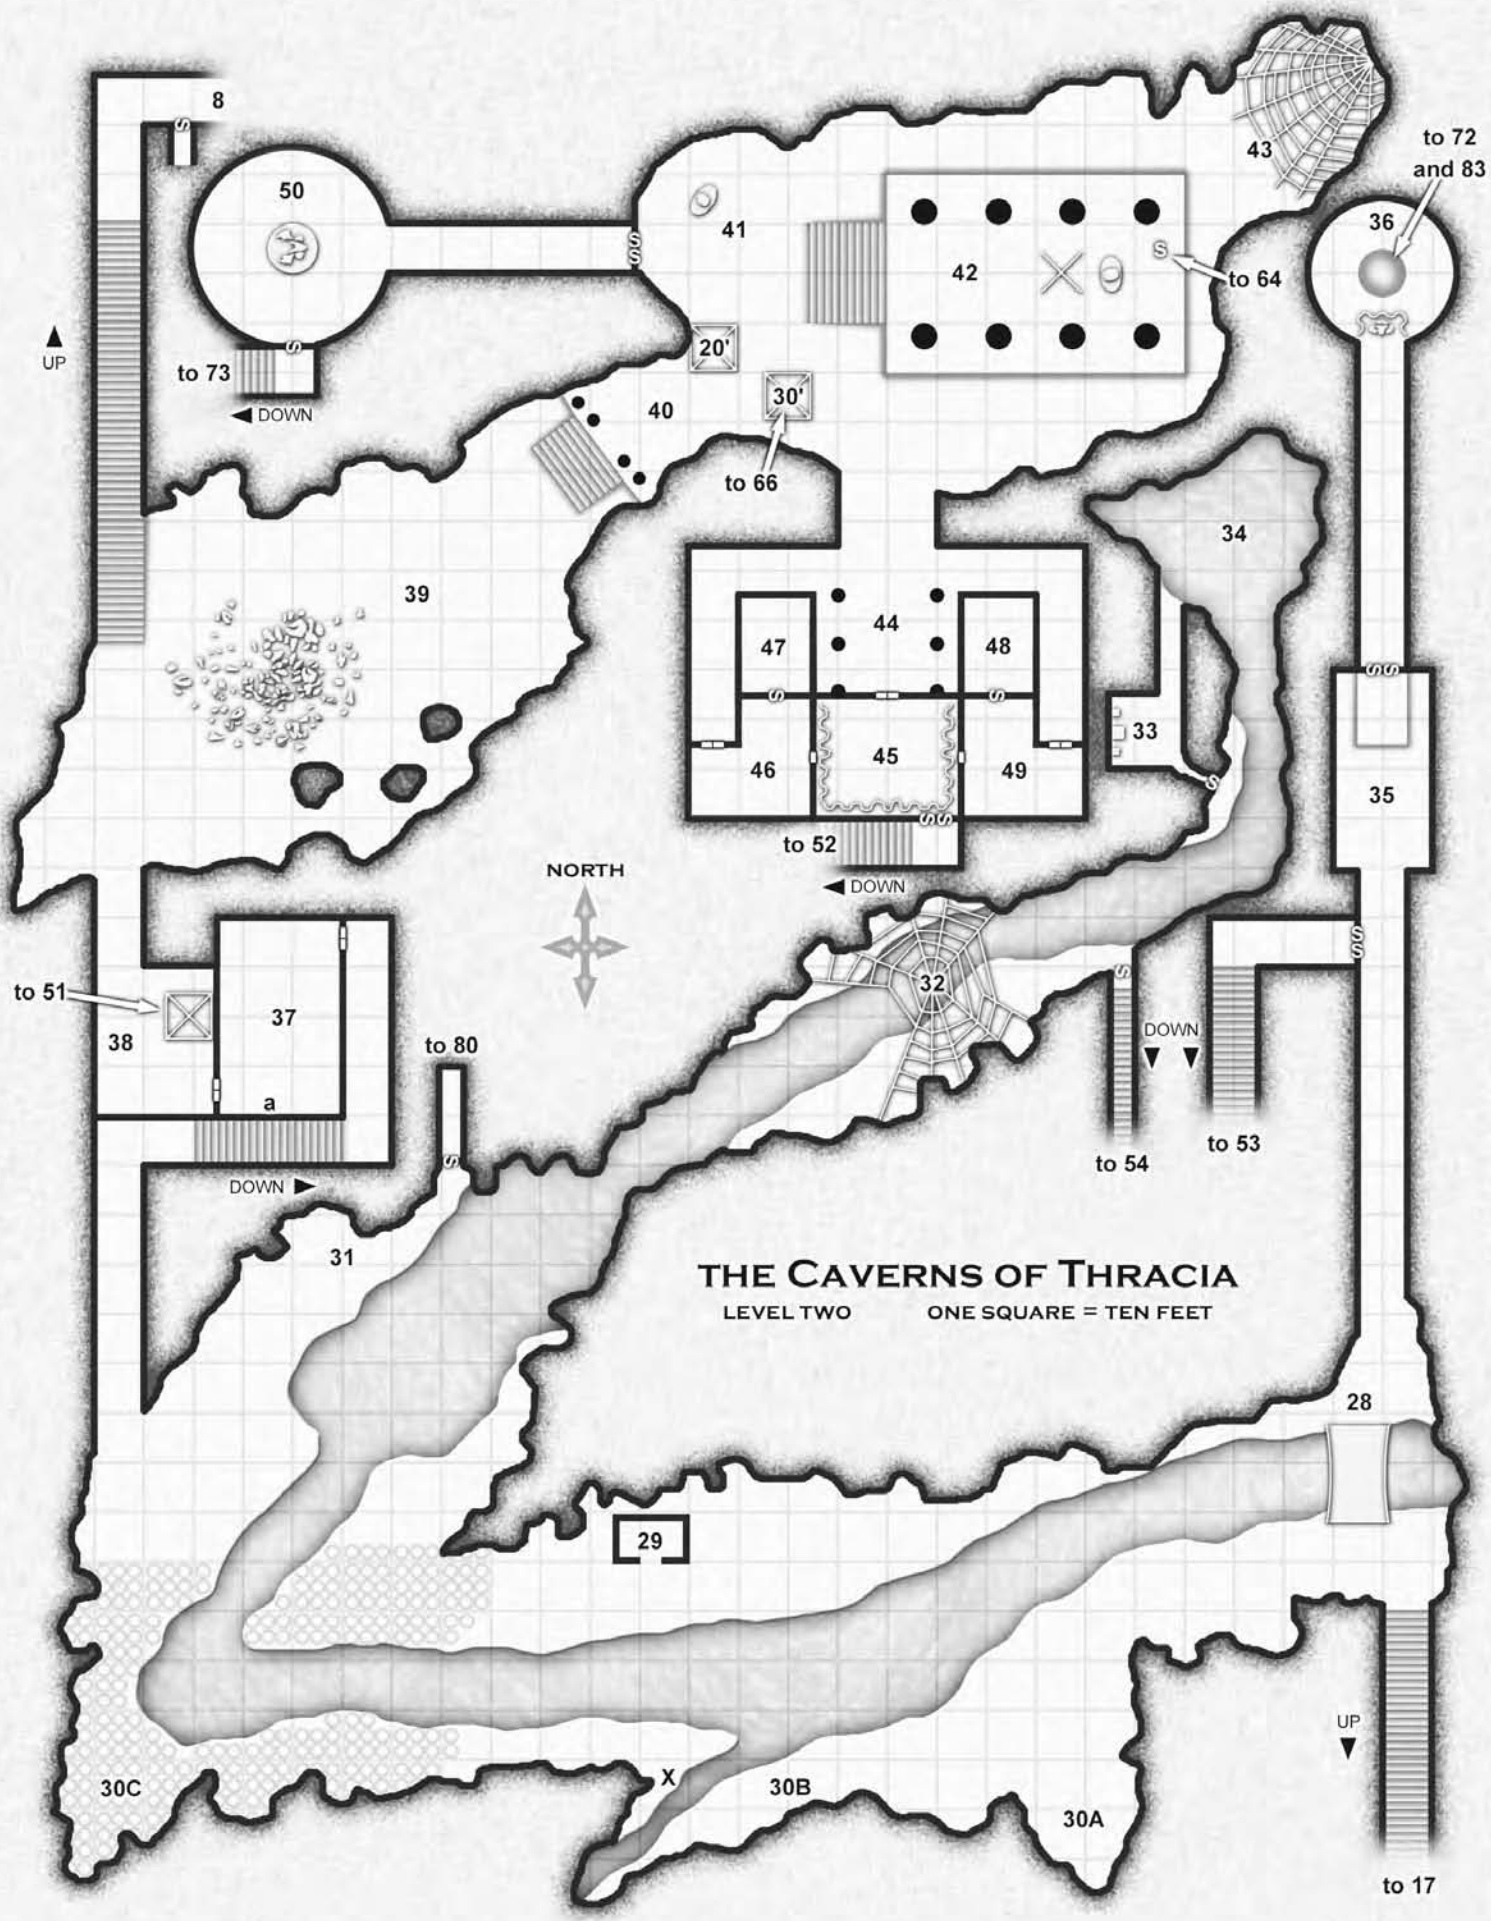 8
S
to 72
and 83
43
50
36
41
S
S
S
42
to 64
UP
S
20'
to 73
DOWN
30'
40
to 66
34
39
44
47
48
S
S
SS
33
45
46
49
S
35
SS
to 52
NORTH
DOWN
SS
S
32
to 51
37
38
DOWN
to 80
a
S
to 54
to 53
DOWN
31
THE CAVERNS OF THRACIA
LEVEL TWO ONE SQUARE = TEN FEET
28
29
UP
X
30C
30B
30A
to 17